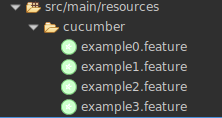 src/main/resources
cucumber
example0.feature
example1.feature
example2.feature
example3.feature